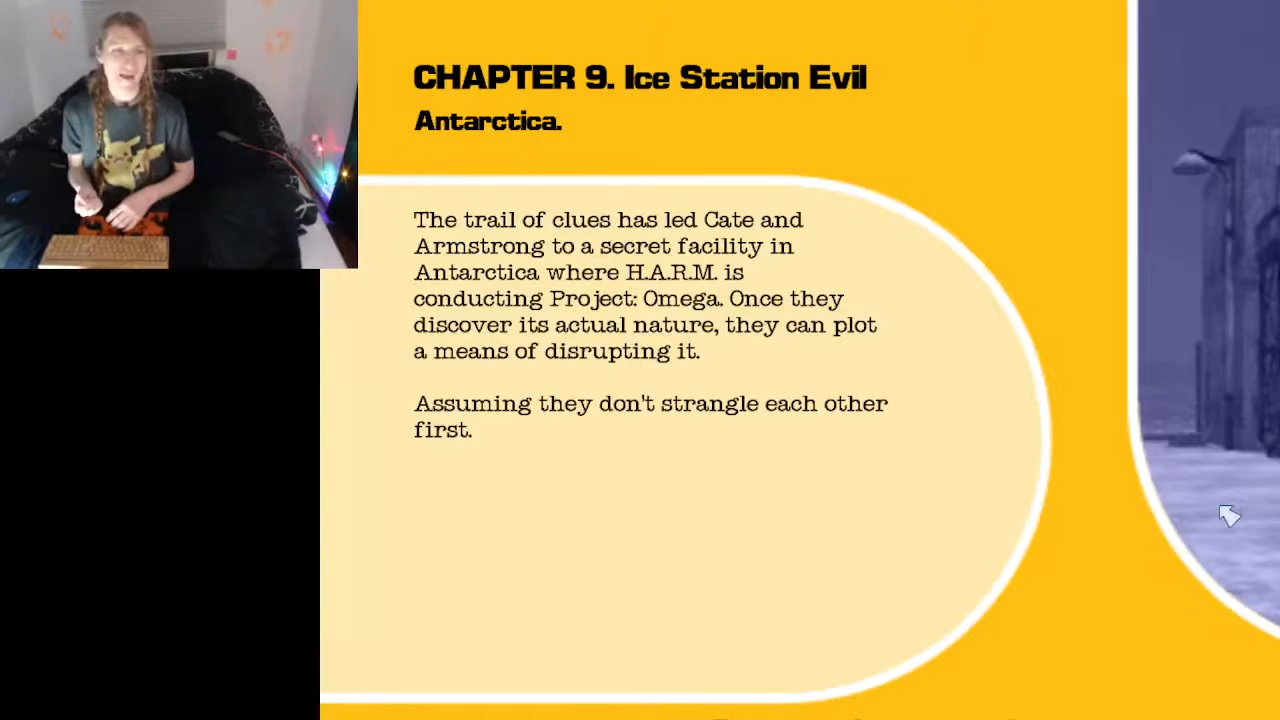 CHAPTER 9. Ice Station Evil
Antarctica.
The trail of clues has led Cate and
Armstrong to a secret facility in
Antarctica where H.A.R.M. is
conducting Project: Omega. Once they
discover its actual nature, they can plot
a means of disrupting it.
Assuming they don't strangle each other
first.